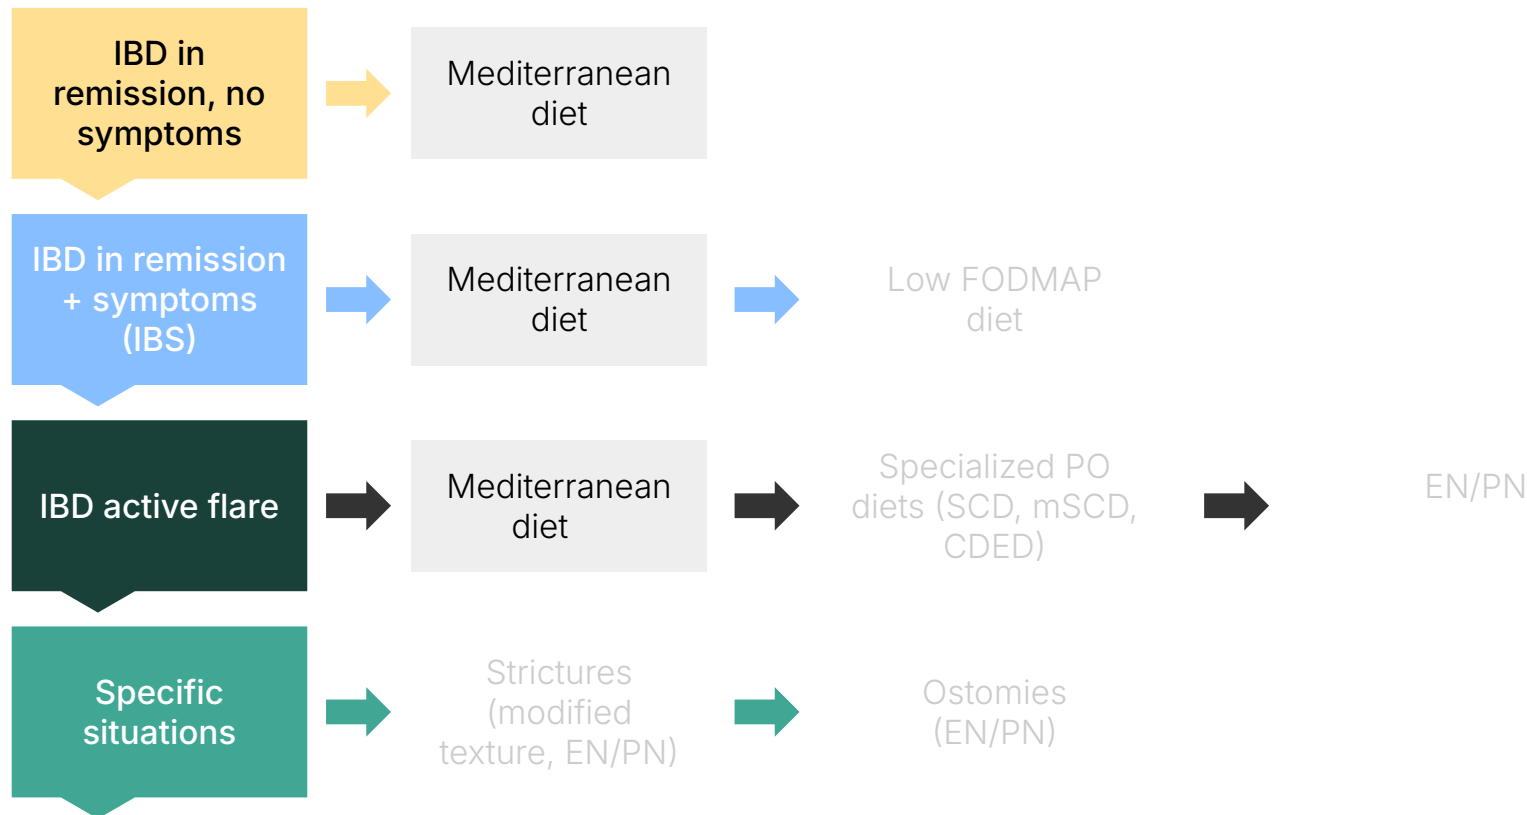 IBD in
remission, no
symptoms
Mediterranean
diet
IBD in remission
+ symptoms
(IBS)
Mediterranean
diet
Low FODMAP
diet
IBD active flare
Mediterranean
diet
Specialized PO
diets (SCD, mSCD,
CDED)
EN/PN
Specific
situations
Strictures
(modified
texture, EN/PN)
Ostomies
(EN/PN)